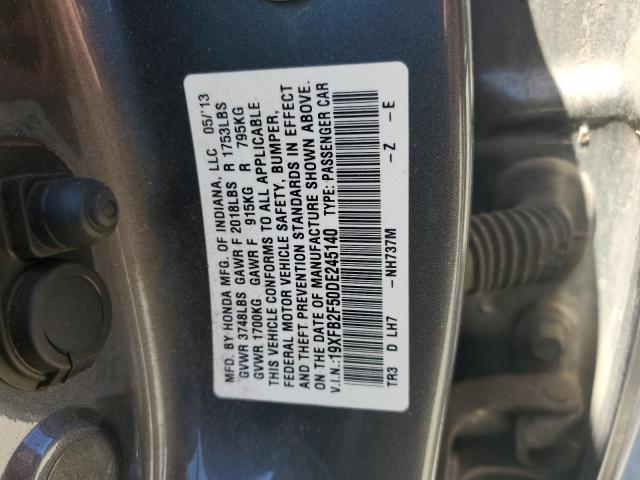 MFD. BY HONDA MFG. OF INDIANA, LLC 05/'13
GVWR 3748LBS GAWR F 2018LBS R 1753LBS
GVWR 1700KG GAWR F 915KG R 795KG
THIS VEHICLE CONFORMS TO ALL APPLICABLE
FEDERAL MOTOR VEHICLE SAFETY, BUMPER,
AND THEFT PREVENTION STANDARDS IN EFFECT
ON THE DATE OF MANUFACTURE SHOWN ABOVE.
V.I.N.:19XFB2F50DE245140 TYPE: PASSENGER CAR
TR3 D LH7 -NH737M -Z -E